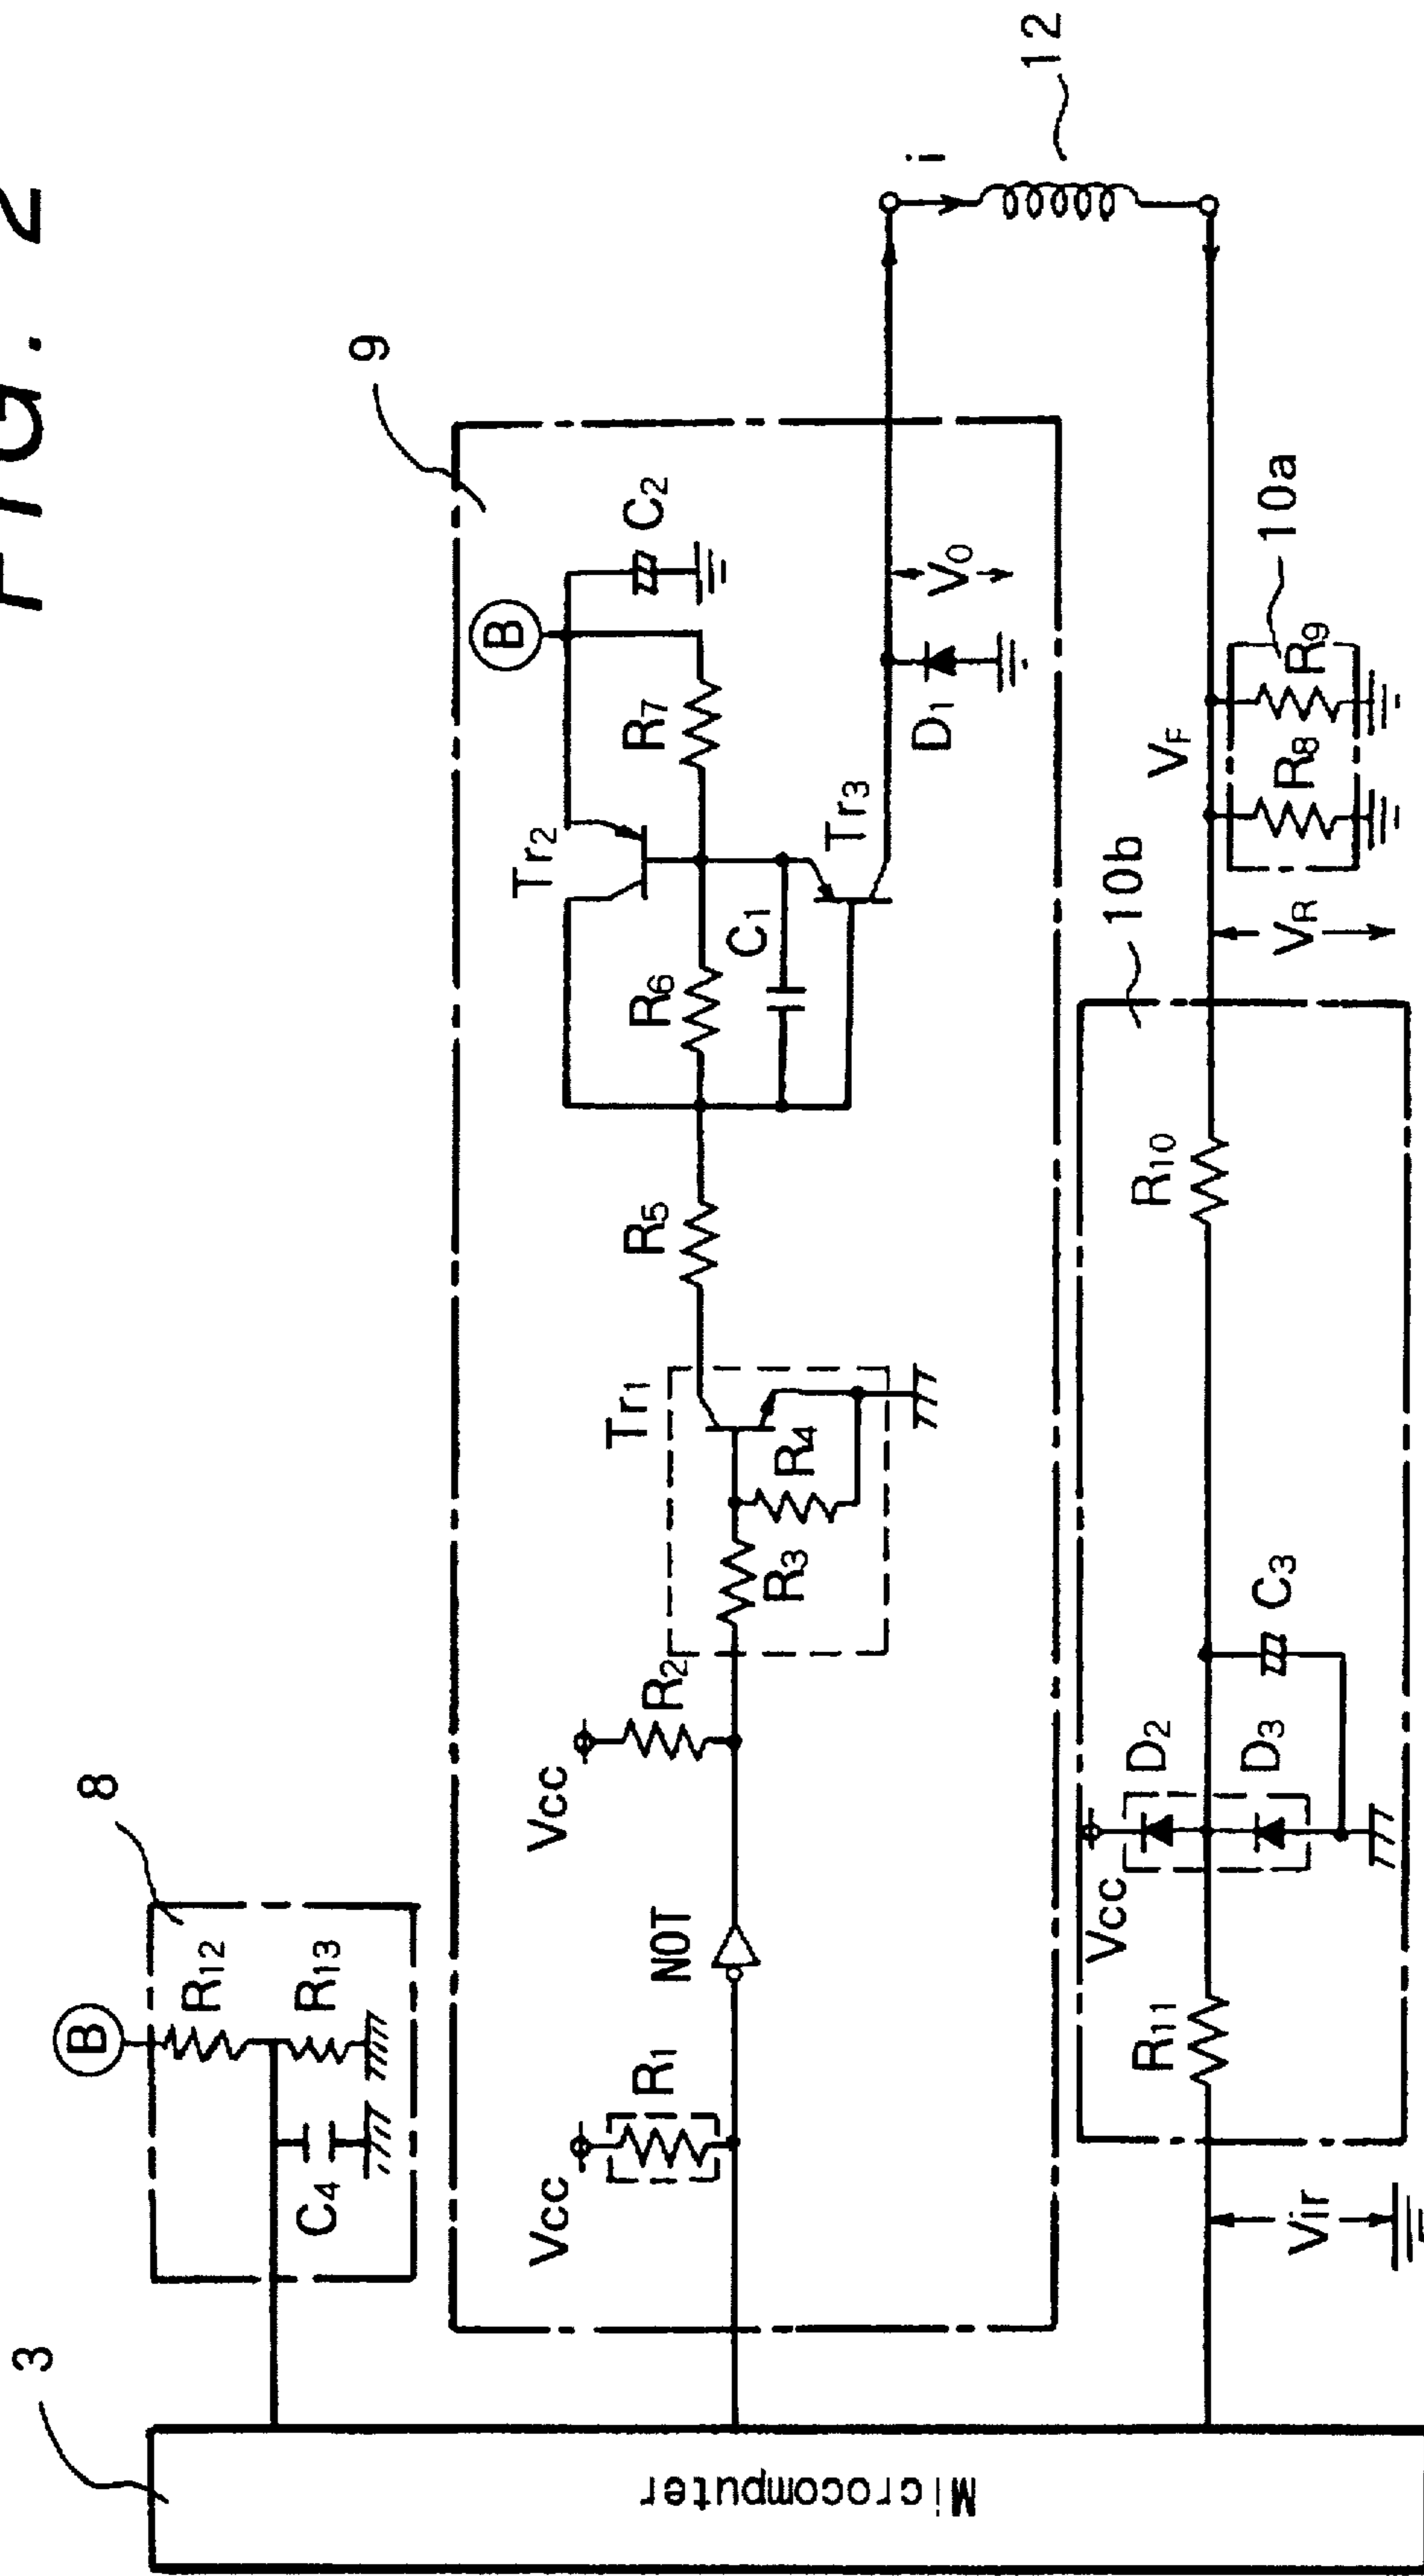 FIG. 2
3
Microcomputer
8
B
R12
R13
C4
9
Vcc
R1
NOT
Vcc
R2
R3
R4
Tr1
R5
R6
C1
Tr2
R7
B
C2
Tr3
D1
V0
i
12
10a
R8
R9
VF
VR
10b
R10
C3
Vcc
D2
D3
R11
Vir